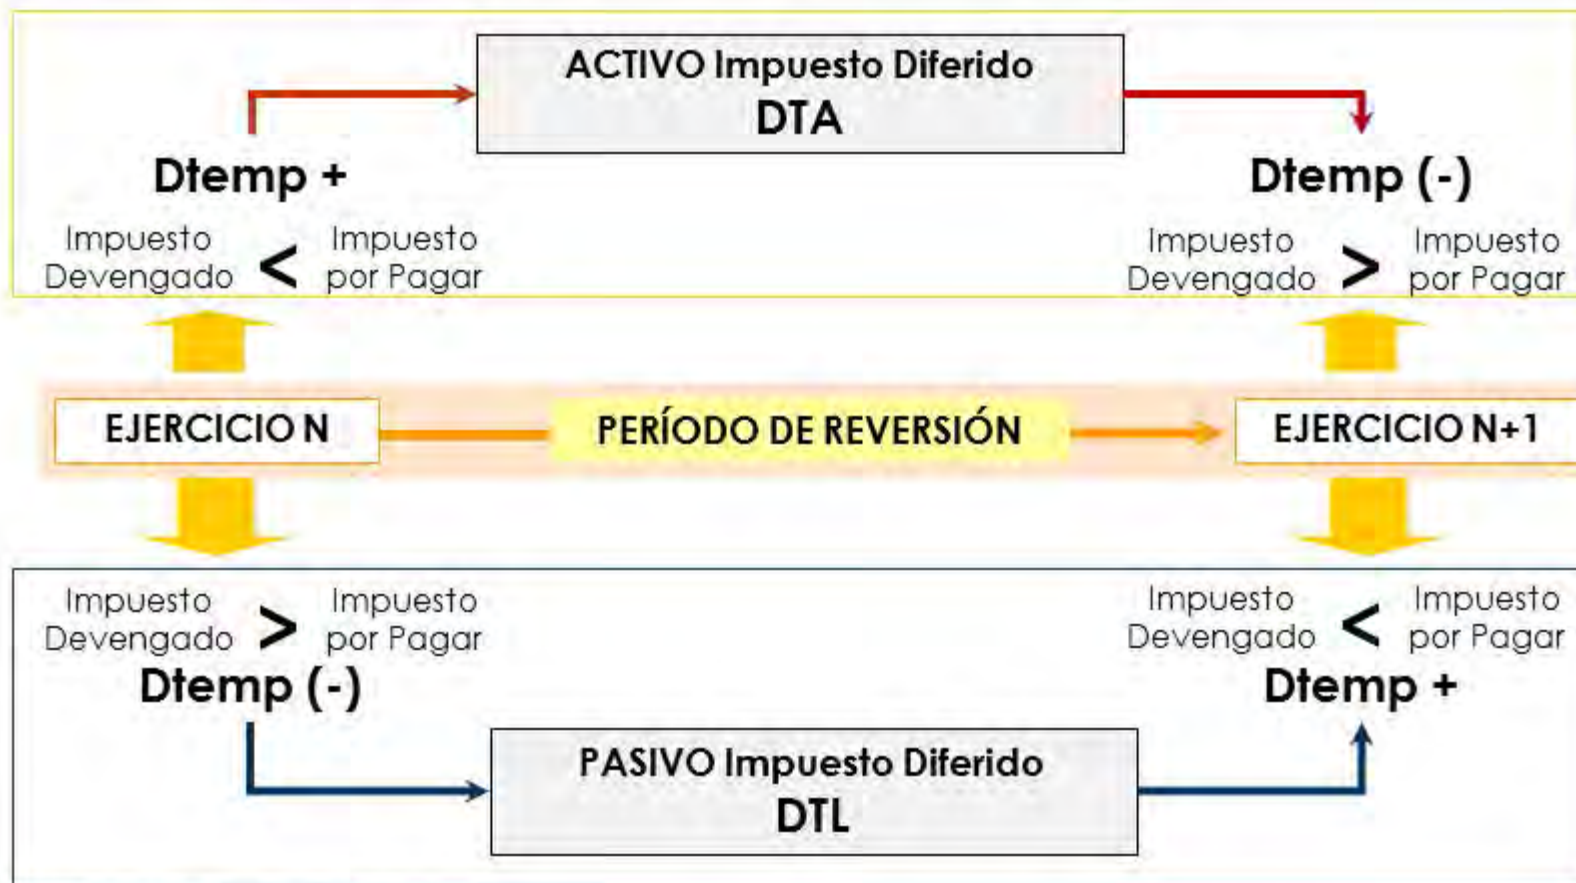 ACTIVO Impuesto Diferido
DTA
Dtemp +
Dtemp (-)
Impuesto
Devengado
<
Impuesto
por Pagar
Impuesto
Devengado
>
Impuesto
por Pagar
EJERCICIO N
PERÍODO DE REVERSIÓN
EJERCICIO N+1
Impuesto
Devengado
>
Impuesto
por Pagar
Impuesto
Devengado
<
Impuesto
por Pagar
Dtemp (-)
Dtemp +
PASIVO Impuesto Diferido
DTL